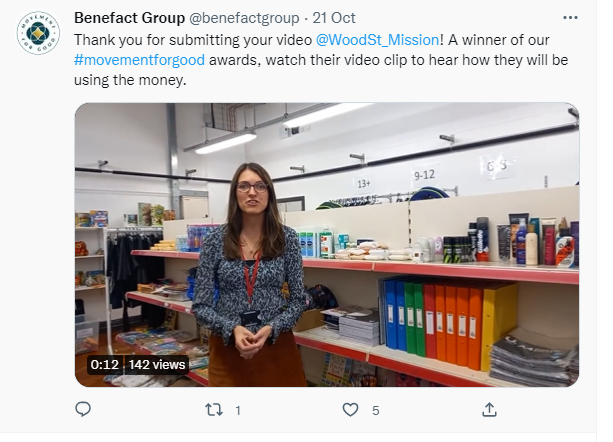 MOVEMENT
FOR GOOD
Benefact Group @benefactgroup · 21 Oct
Thank you for submitting your video @WoodSt_Mission! A winner of our
#movementforgood awards, watch their video clip to hear how they will be
using the money.
13+
9-12
0:12 142 views
1
5